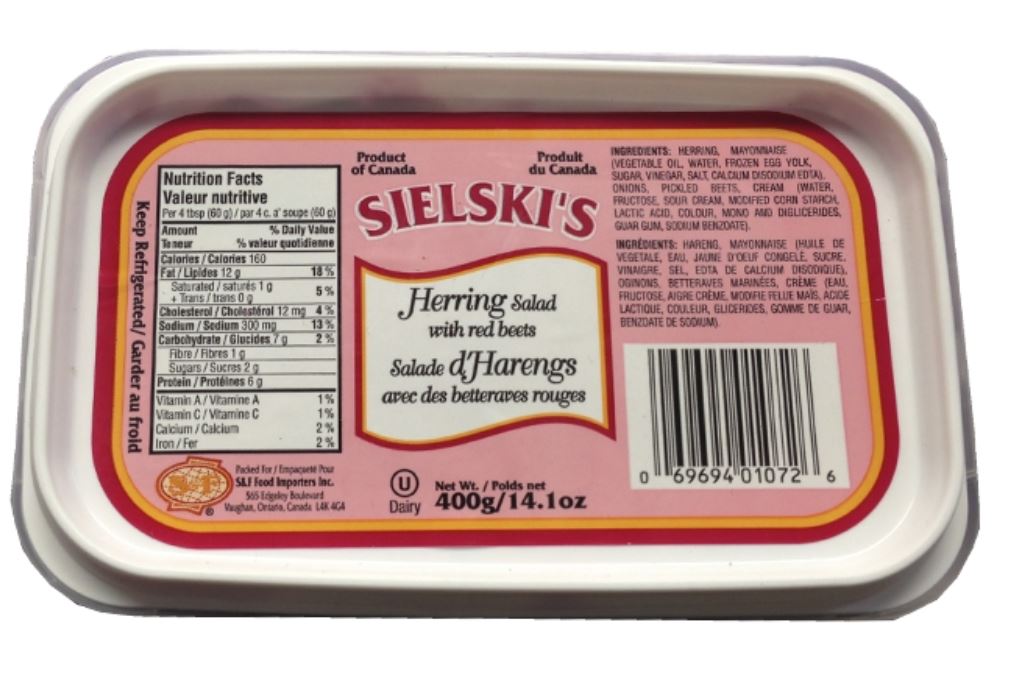 Keep Refrigerated/ Garder au froid
Nutrition Facts
Valeur nutritive
Per 4 tbsp (60 g) / par 4 c. a' soupe (60 g)
Amount % Daily Value
Teneur % valeur quotidienne
Calories / Calories 160
Fat / Lipides 12 g 18 %
Saturated / saturés 1 g
+ Trans / trans 0 g 5 %
Cholesterol / Cholestérol 12 mg 4 %
Sodium / Sodium 300 mg 13 %
Carbohydrate / Glucides 7 g 2 %
Fibre / Fibres 1 g
Sugars / Sucres 2 g
Protein / Protéines 6 g
Vitamin A / Vitamine A 1 %
Vitamin C / Vitamine C 1 %
Calcium / Calcium 2 %
Iron / Fer 2 %
Packed For / Empaqueté Pour
S&F Food Importers Inc.
565 Edgeley Boulevard
Vaughan, Ontario, Canada L4K 4G4
Product
of Canada
Produit
du Canada
SIELSKI'S
Herring Salad
with red beets
Salade d'Harengs
avec des betteraves rouges
U
Dairy
Net Wt. / Poids net
400g/14.1oz
INGREDIENTS: HERRING, MAYONNAISE
(VEGETABLE OIL, WATER, FROZEN EGG YOLK,
SUGAR, VINEGAR, SALT, CALCIUM DISODIUM EDTA),
ONIONS, PICKLED BEETS, CREAM (WATER,
FRUCTOSE, SOUR CREAM, MODIFIED CORN STARCH,
LACTIC ACID, COLOUR, MONO AND DIGLICERIDES,
GUAR GUM, SODIUM BENZOATE).
INGRÉDIENTS: HARENG, MAYONNAISE (HUILE DE
VEGETALE, EAU, JAUNE D'OEUF CONGELÉ, SUCRE,
VINAIGRE, SEL, EDTA DE CALCIUM DISODIQUE),
OGINONS, BETTERAVES MARINÉES, CRÈME (EAU,
FRUCTOSE, AIGRE CRÈME, MODIFIE FELUE MAÏS, ACIDE
LACTIQUE, COULEUR, GLICERIDES, GOMME DE GUAR,
BENZOATE DE SODIUM).
0 69694 01072 6